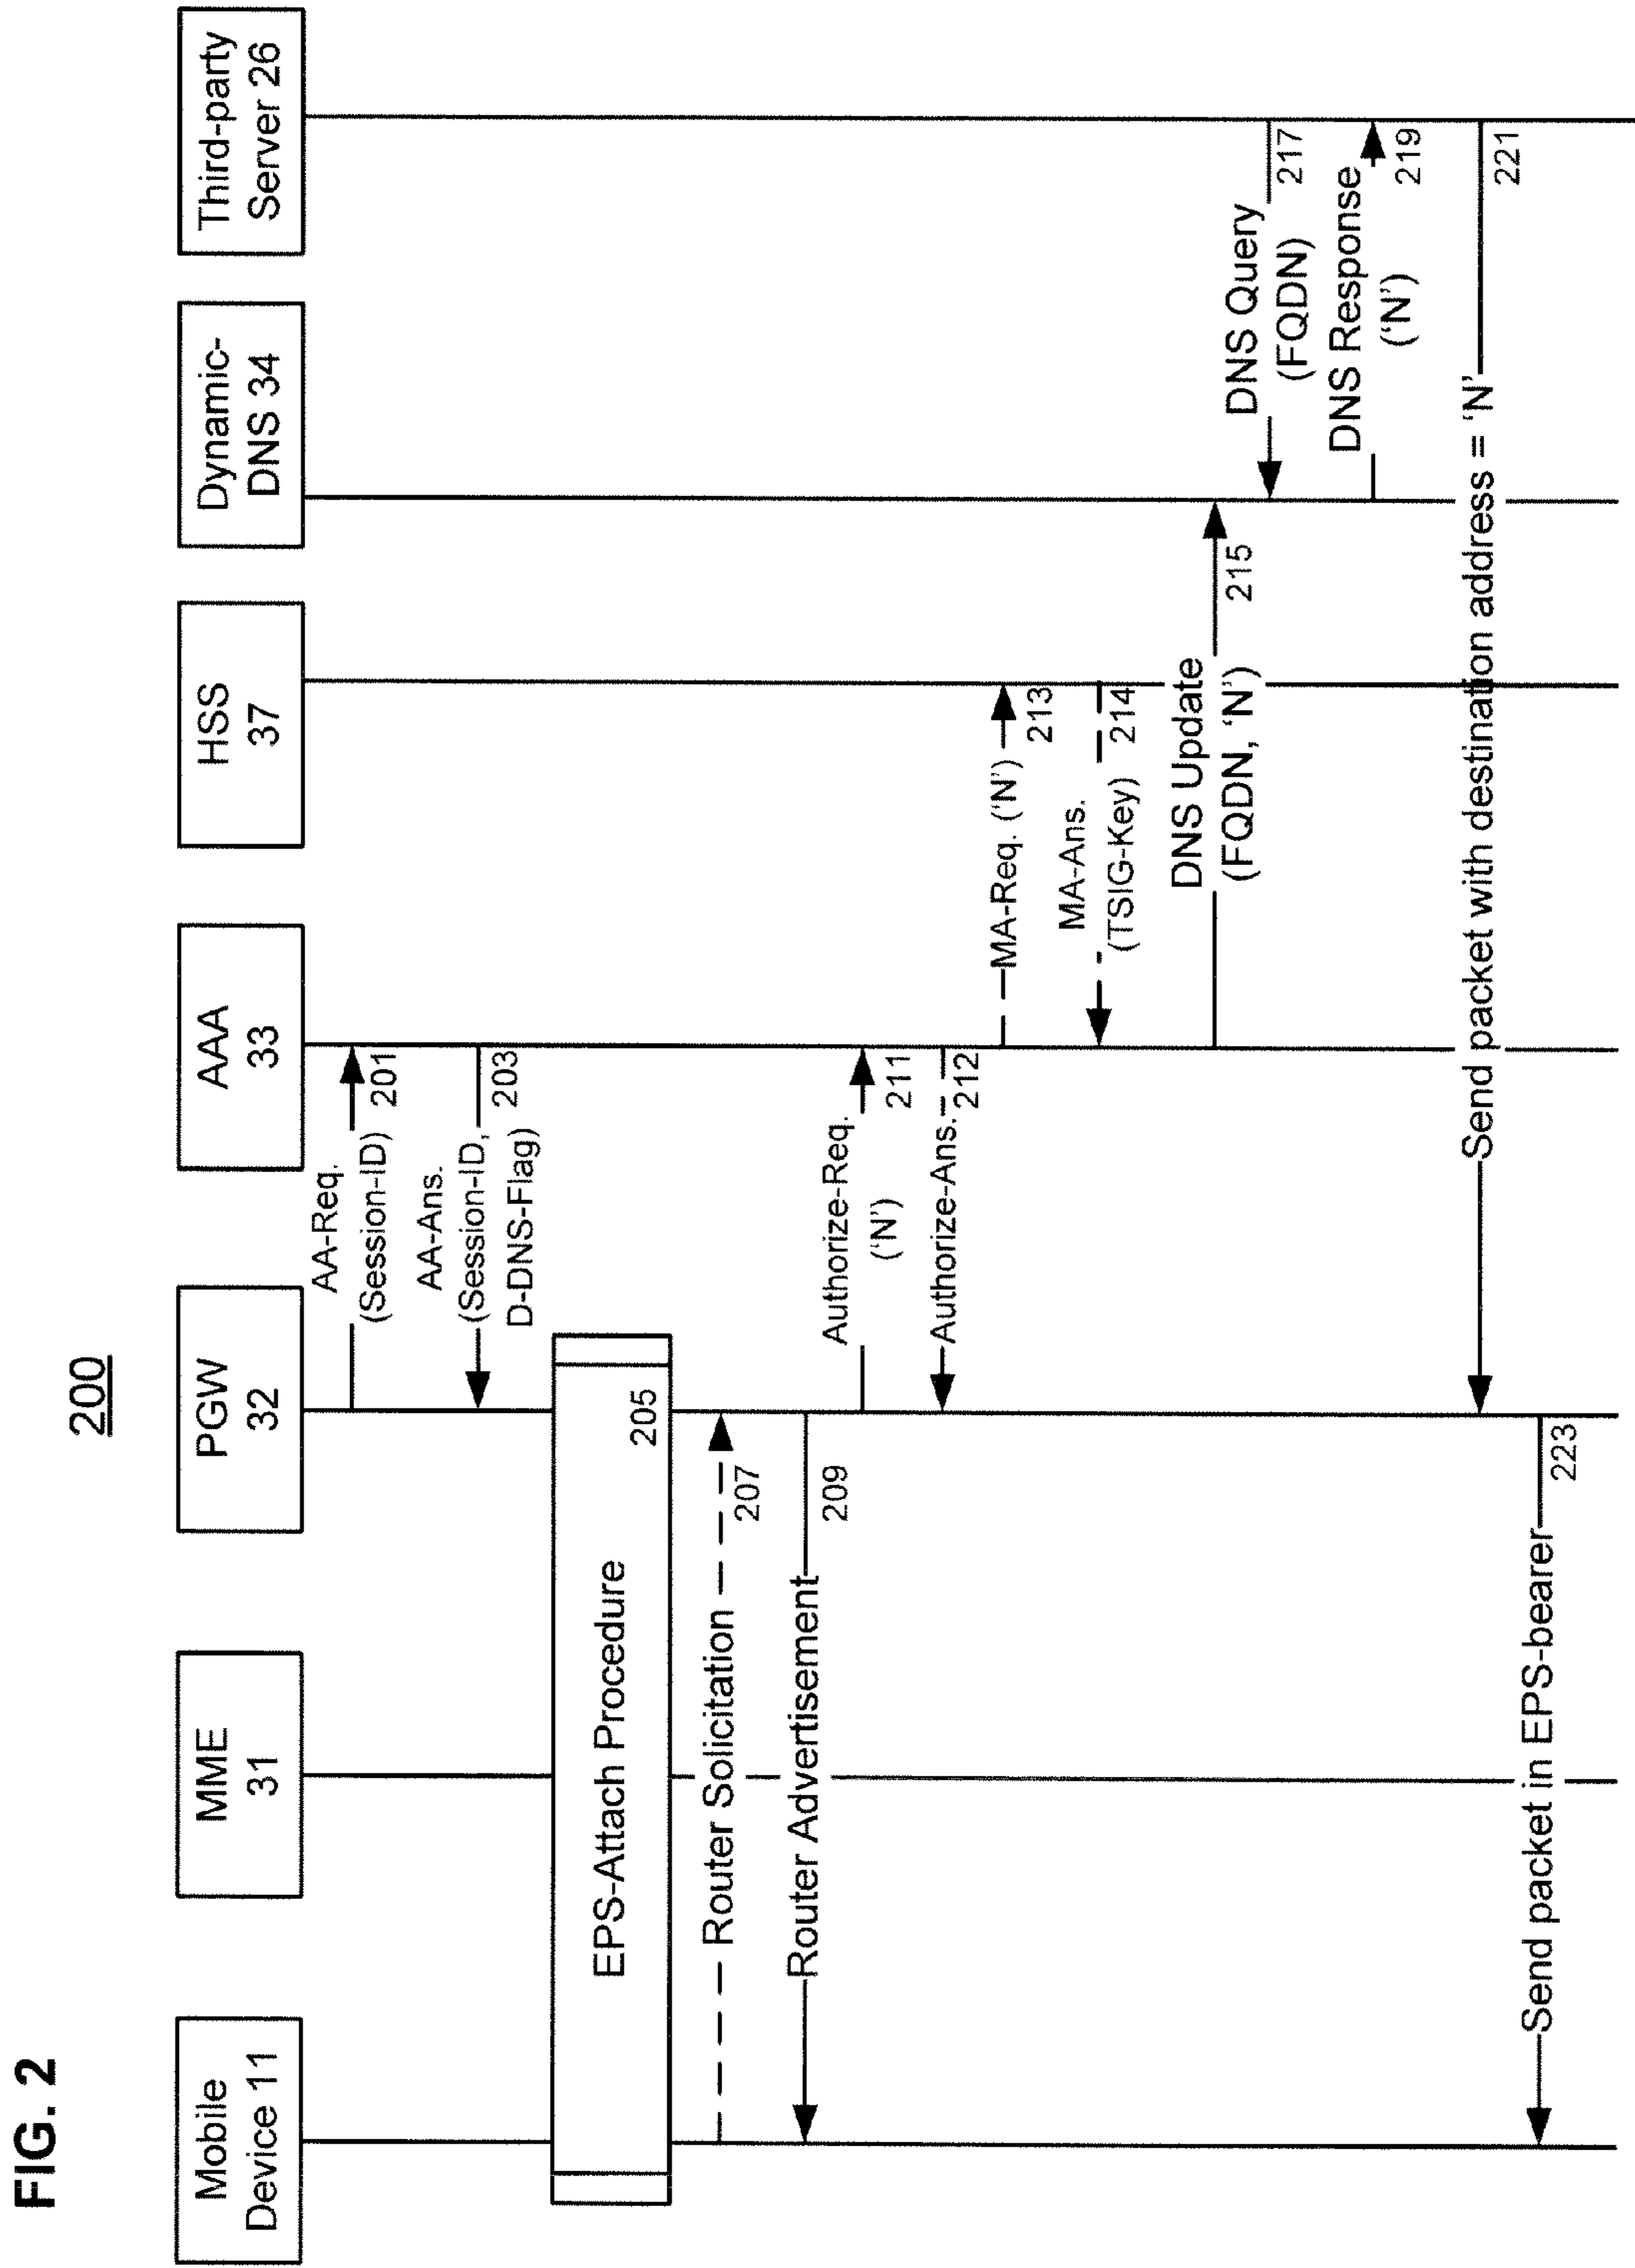 FIG. 2
200
Mobile
Device 11
MME
31
PGW
32
AAA
33
HSS
37
Dynamic-
DNS 34
Third-party
Server 26
AA-Req.
(Session-ID)
201
AA-Ans.
(Session-ID,
D-DNS-Flag)
203
EPS-Attach Procedure
205
Router Solicitation
207
Router Advertisement
209
Authorize-Req.
('N')
211
Authorize-Ans.
212
MA-Req. ('N')
213
MA-Ans.
(TSIG-Key)
214
DNS Update
(FQDN, 'N')
215
DNS Query
(FQDN)
217
DNS Response
('N')
219
Send packet with destination address = 'N'
221
Send packet in EPS-bearer
223